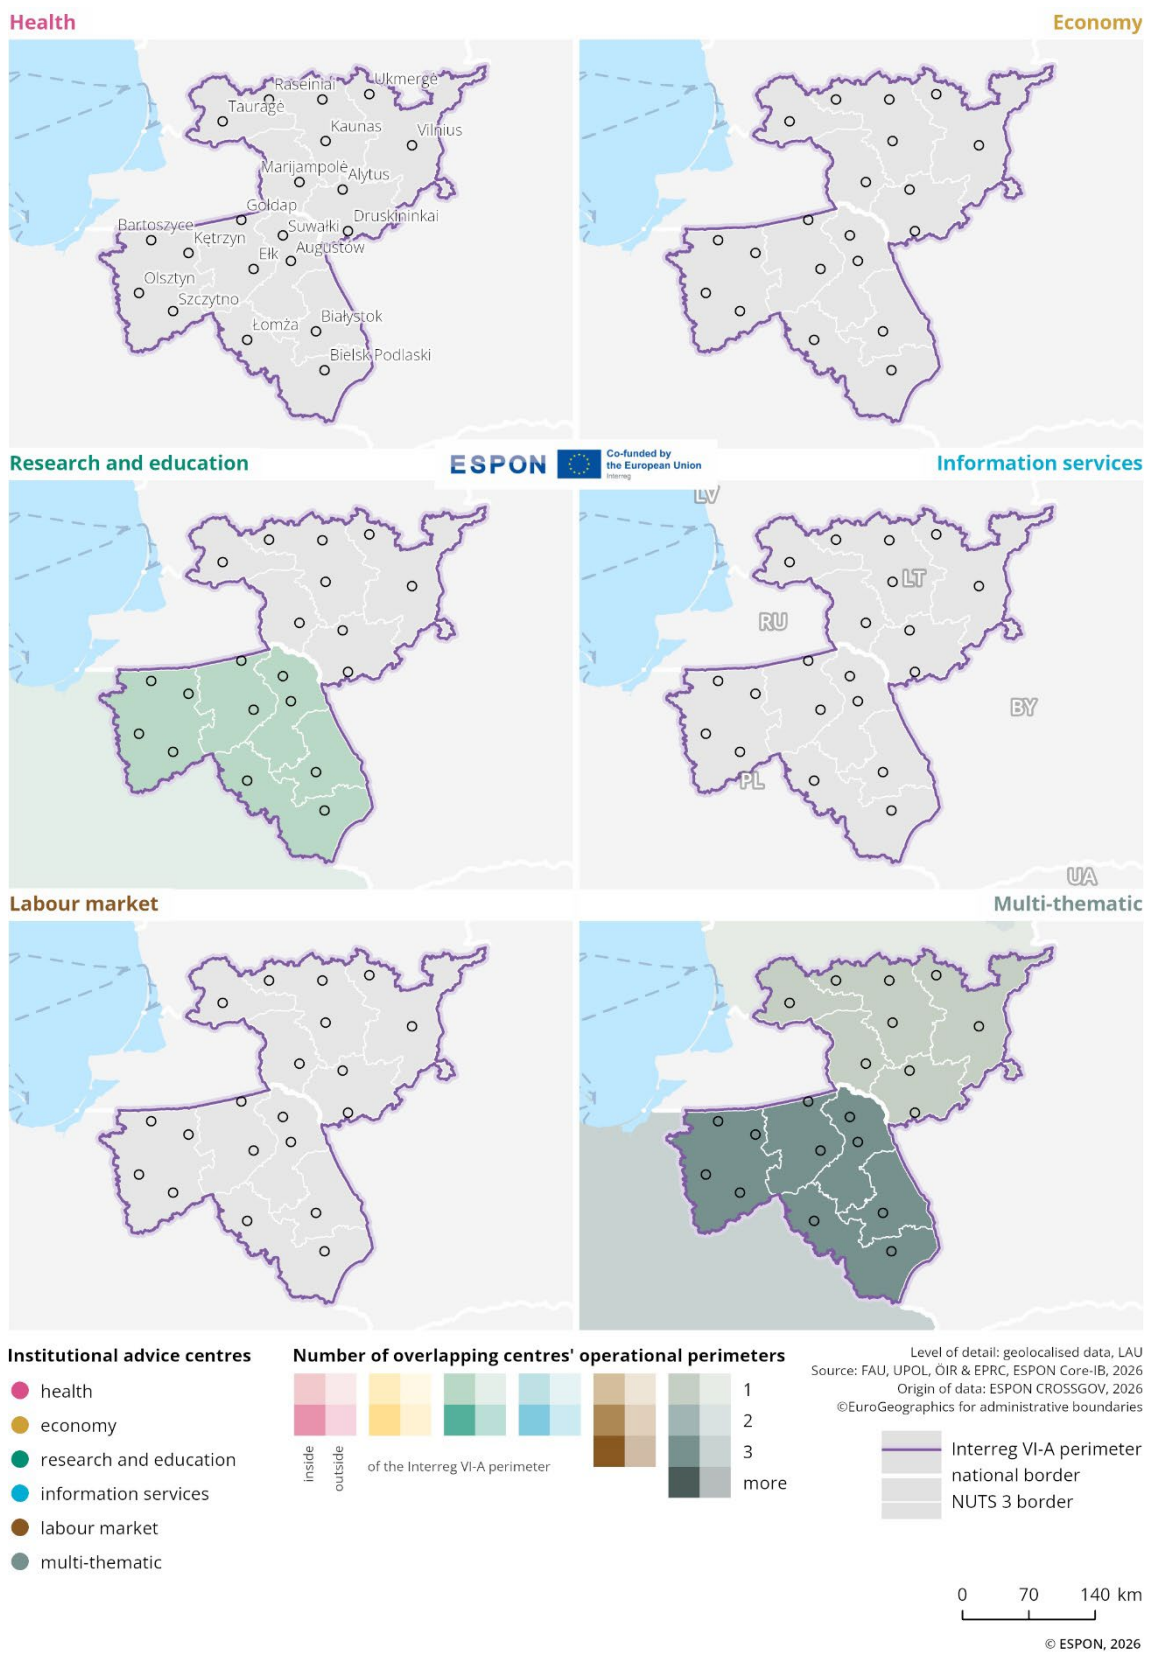 Health
Economy
Raseiniai
Ukmergė
Tauragė
Kaunas
Vilnius
Marijampolė
Alytus
Gołdap
Druskininkai
Bartoszyce
Suwałki
Kętrzyn
Augustów
Ełk
Olsztyn
Szczytno
Białystok
Łomża
Bielsk Podlaski
Research and education
ESPON
Co-funded by
the European Union
Interreg
Information services
LV
LT
RU
BY
PL
UA
Labour market
Multi-thematic
Institutional advice centres
health
economy
research and education
information services
labour market
multi-thematic
Number of overlapping centres' operational perimeters
1
2
3
more
inside
outside
of the Interreg VI-A perimeter
Level of detail: geolocalised data, LAU
Source: FAU, UPOL, ÖIR & EPRC, ESPON Core-IB, 2026
Origin of data: ESPON CROSSGOV, 2026
©EuroGeographics for administrative boundaries
Interreg VI-A perimeter
national border
NUTS 3 border
0 70 140 km
© ESPON, 2026